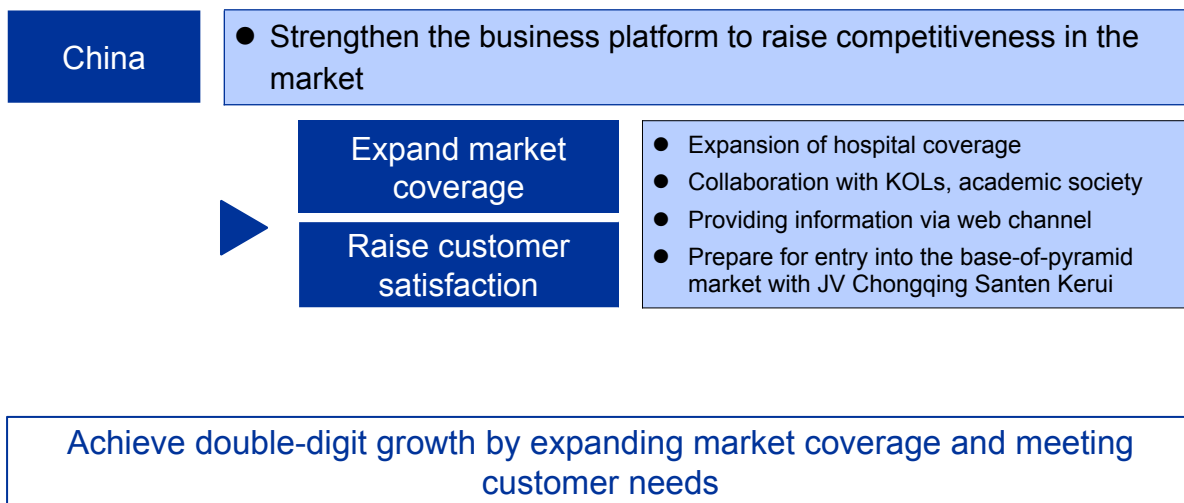 China
● Strengthen the business platform to raise competitiveness in the
market
Expand market
coverage
Raise customer
satisfaction
● Expansion of hospital coverage
● Collaboration with KOLs, academic society
● Providing information via web channel
● Prepare for entry into the base-of-pyramid
market with JV Chongqing Santen Kerui
Achieve double-digit growth by expanding market coverage and meeting
customer needs